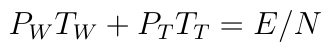 $P_W T_W + P_T T_T = E/N$